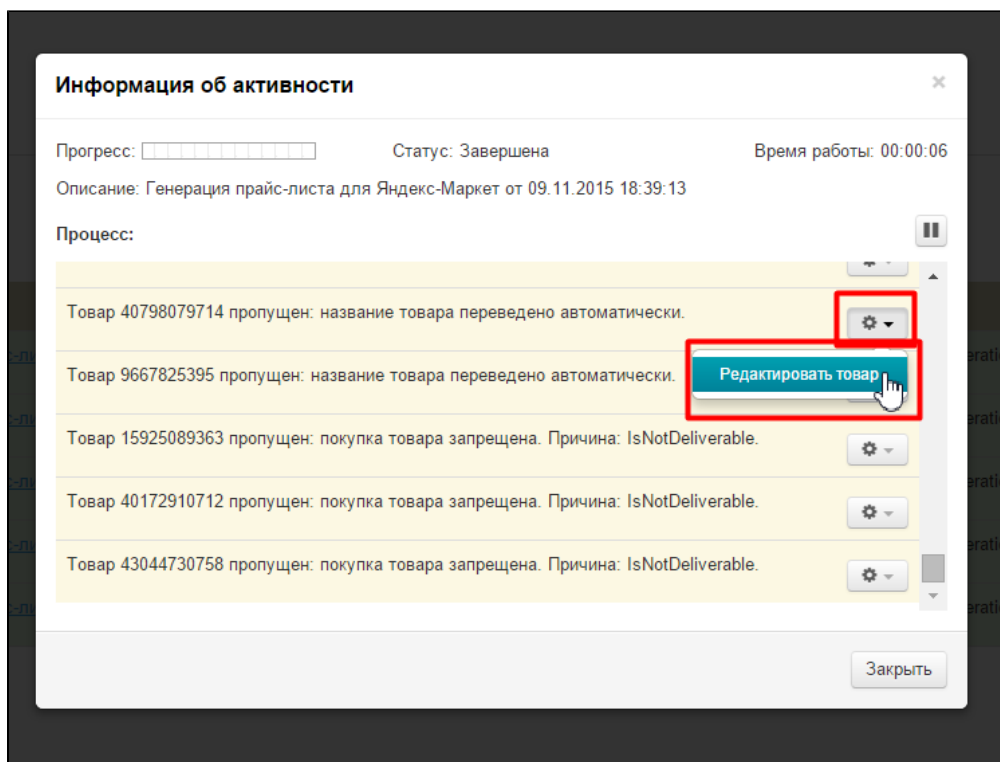 Информация об активности
×
Прогресс:
Статус: Завершена
Время работы: 00:00:06
Описание: Генерация прайс-листа для Яндекс-Маркет от 09.11.2015 18:39:13
Процесс:
Товар 40798079714 пропущен: название товара переведено автоматически.
Товар 9667825395 пропущен: название товара переведено автоматически.
Редактировать товар
Товар 15925089363 пропущен: покупка товара запрещена. Причина: IsNotDeliverable.
Товар 40172910712 пропущен: покупка товара запрещена. Причина: IsNotDeliverable.
Товар 43044730758 пропущен: покупка товара запрещена. Причина: IsNotDeliverable.
Закрыть